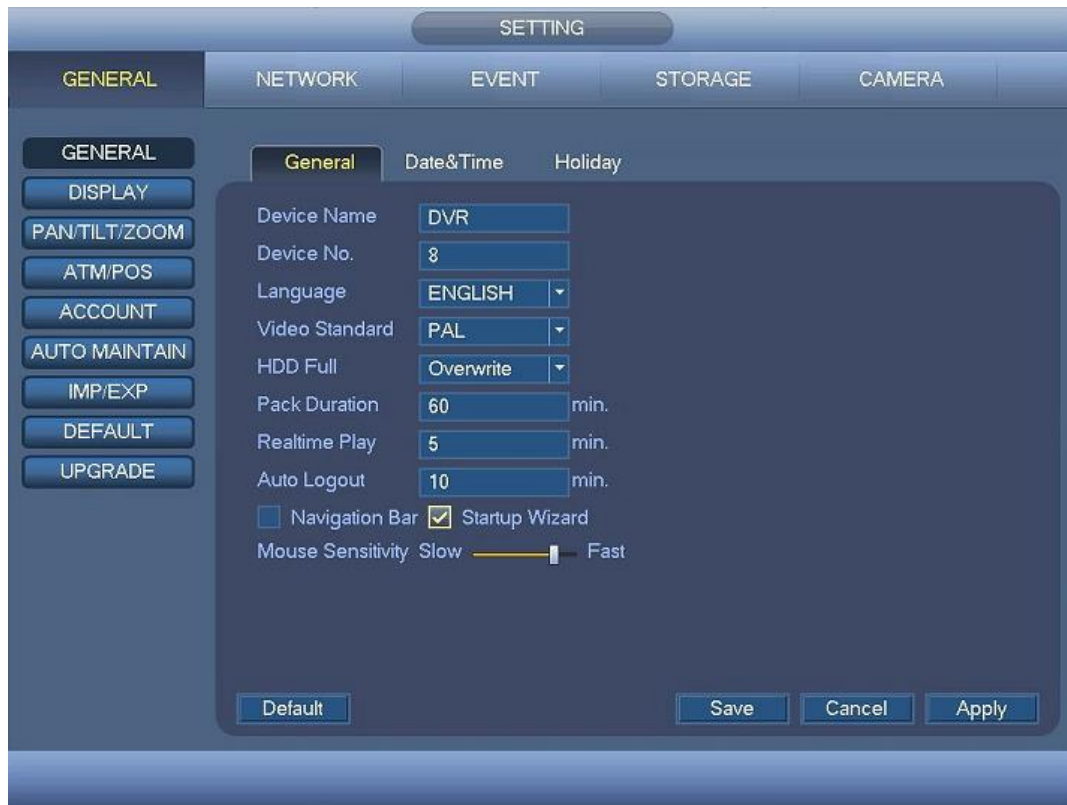 SETTING
GENERAL NETWORK EVENT STORAGE CAMERA
GENERAL
DISPLAY
PAN/TILT/ZOOM
ATM/POS
ACCOUNT
AUTO MAINTAIN
IMP/EXP
DEFAULT
UPGRADE
General Date&Time Holiday
Device Name DVR
Device No. 8
Language ENGLISH
Video Standard PAL
HDD Full Overwrite
Pack Duration 60 min.
Realtime Play 5 min.
Auto Logout 10 min.
Navigation Bar Startup Wizard
Mouse Sensitivity Slow Fast
Default Save Cancel Apply